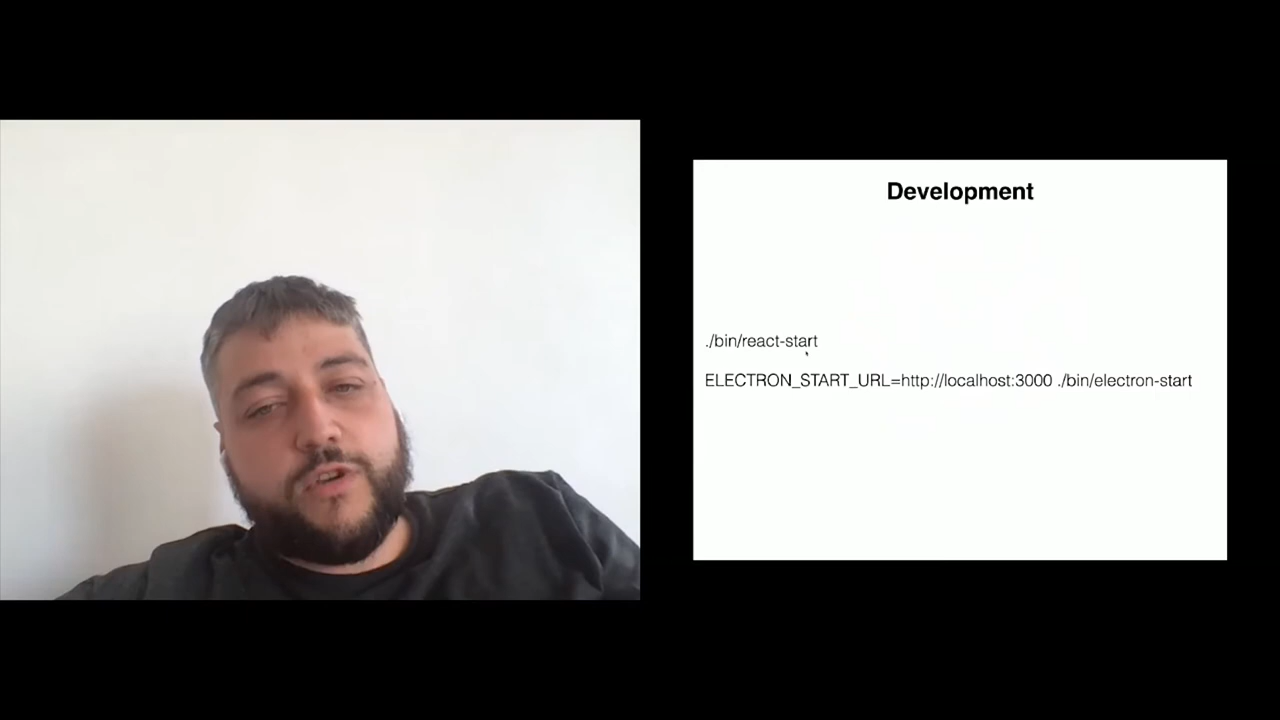 Development
./bin/react-start
ELECTRON_START_URL=http://localhost:3000 ./bin/electron-start